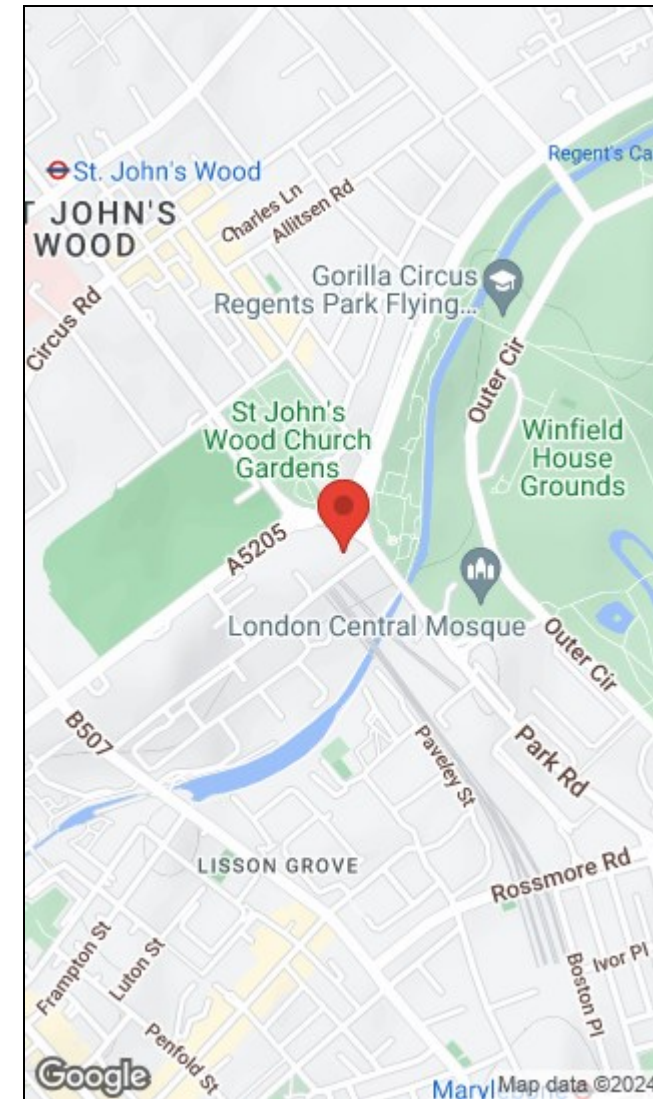 Regent's Ca
St. John's Wood
T JOHN'S
WOOD
Charles Ln
Allitsen Rd
Gorilla Circus
Regents Park Flying...
Circus Rd
Outer Cir
St John's
Wood Church
Gardens
Winfield
House
Grounds
A5205
London Central Mosque
Outer Cir
B507
Paveley St
Park Rd
LISSON GROVE
Rossmore Rd
Frampton St
Luton St
Ivor Pl
Boston Pl
Penfold St
Google
Map data ©2024